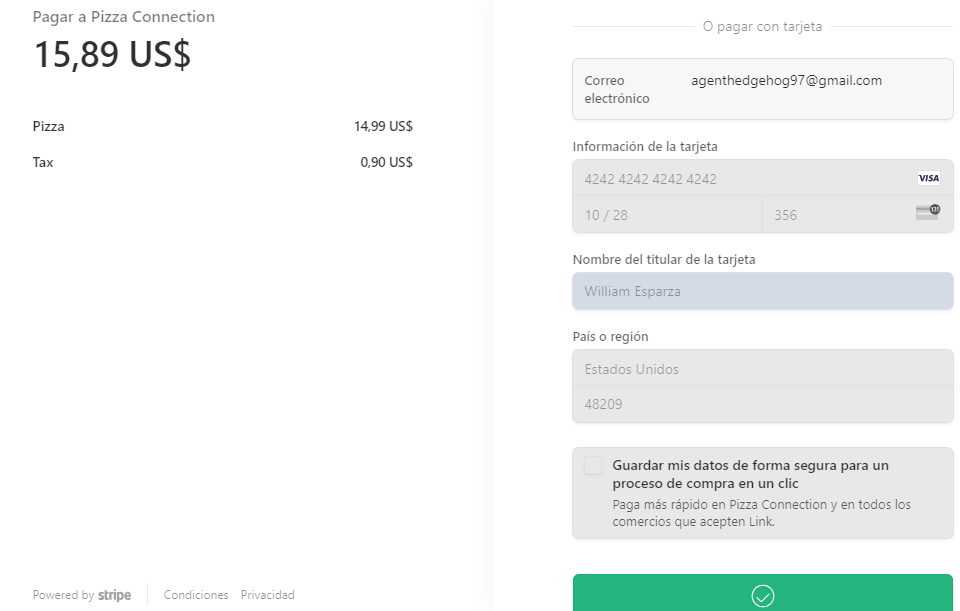 Pagar a Pizza Connection
15,89 US$
Pizza 14,99 US$
Tax 0,90 US$
Powered by stripe Condiciones Privacidad
O pagar con tarjeta
Correo electrónico agenthedgehog97@gmail.com
Información de la tarjeta
4242 4242 4242 4242 VISA
10 / 28 356 135
Nombre del titular de la tarjeta
William Esparza
País o región
Estados Unidos
48209
Guardar mis datos de forma segura para un
proceso de compra en un clic
Paga más rápido en Pizza Connection y en todos los
comercios que acepten Link.